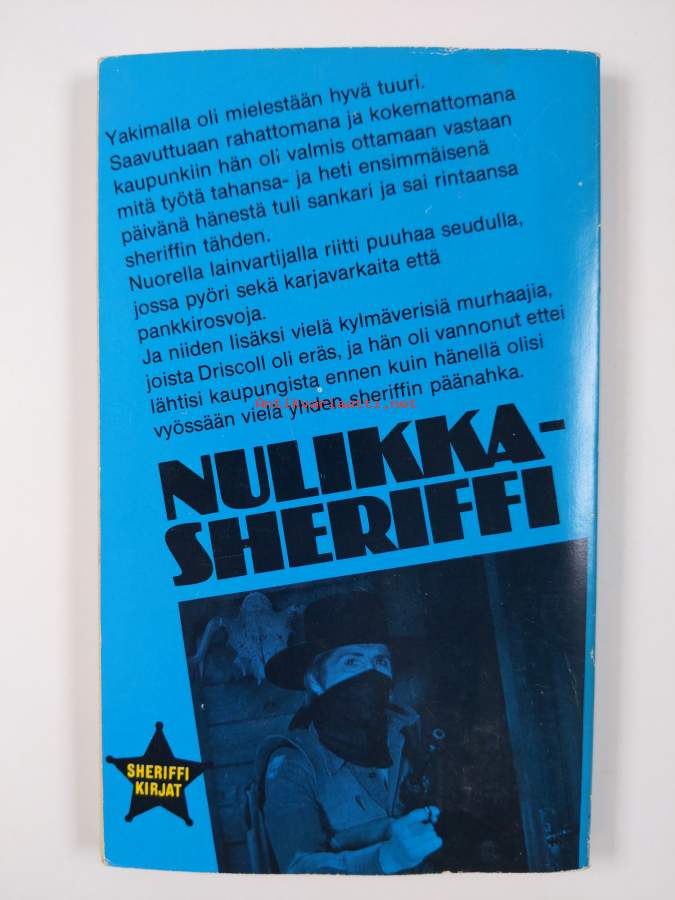 Yakimalla oli mielestään hyvä tuuri.
Saavuttuaan rahattomana ja kokemattomana
kaupunkiin hän oli valmis ottamaan vastaan
mitä työtä tahansa- ja heti ensimmäisenä
päivänä hänestä tuli sankari ja sai rintaansa
sheriffin tähden.
Nuorella lainvartijalla riitti puuhaa seudulla,
jossa pyöri sekä karjavarkaita että
pankkirosvoja.
Ja niiden lisäksi vielä kylmäverisiä murhaajia,
joista Driscoll oli eräs, ja hän oli vannonut ettei
lähtisi kaupungista ennen kuin hänellä olisi
vyössään vielä yhden sheriffin päänahka.
Antikvariaatti.net
NULIKKA-
SHERIFFI
SHERIFFI
KIRJAT